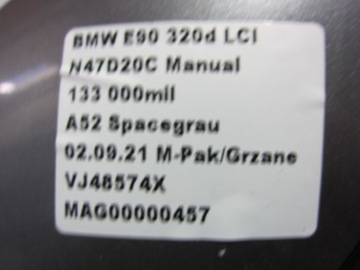 BMW E90 320d LCI
N47D20C Manual
133 000mil
A52 Spacegrau
02.09.21 M-Pak/Grzane
VJ48574X
MAG00000457